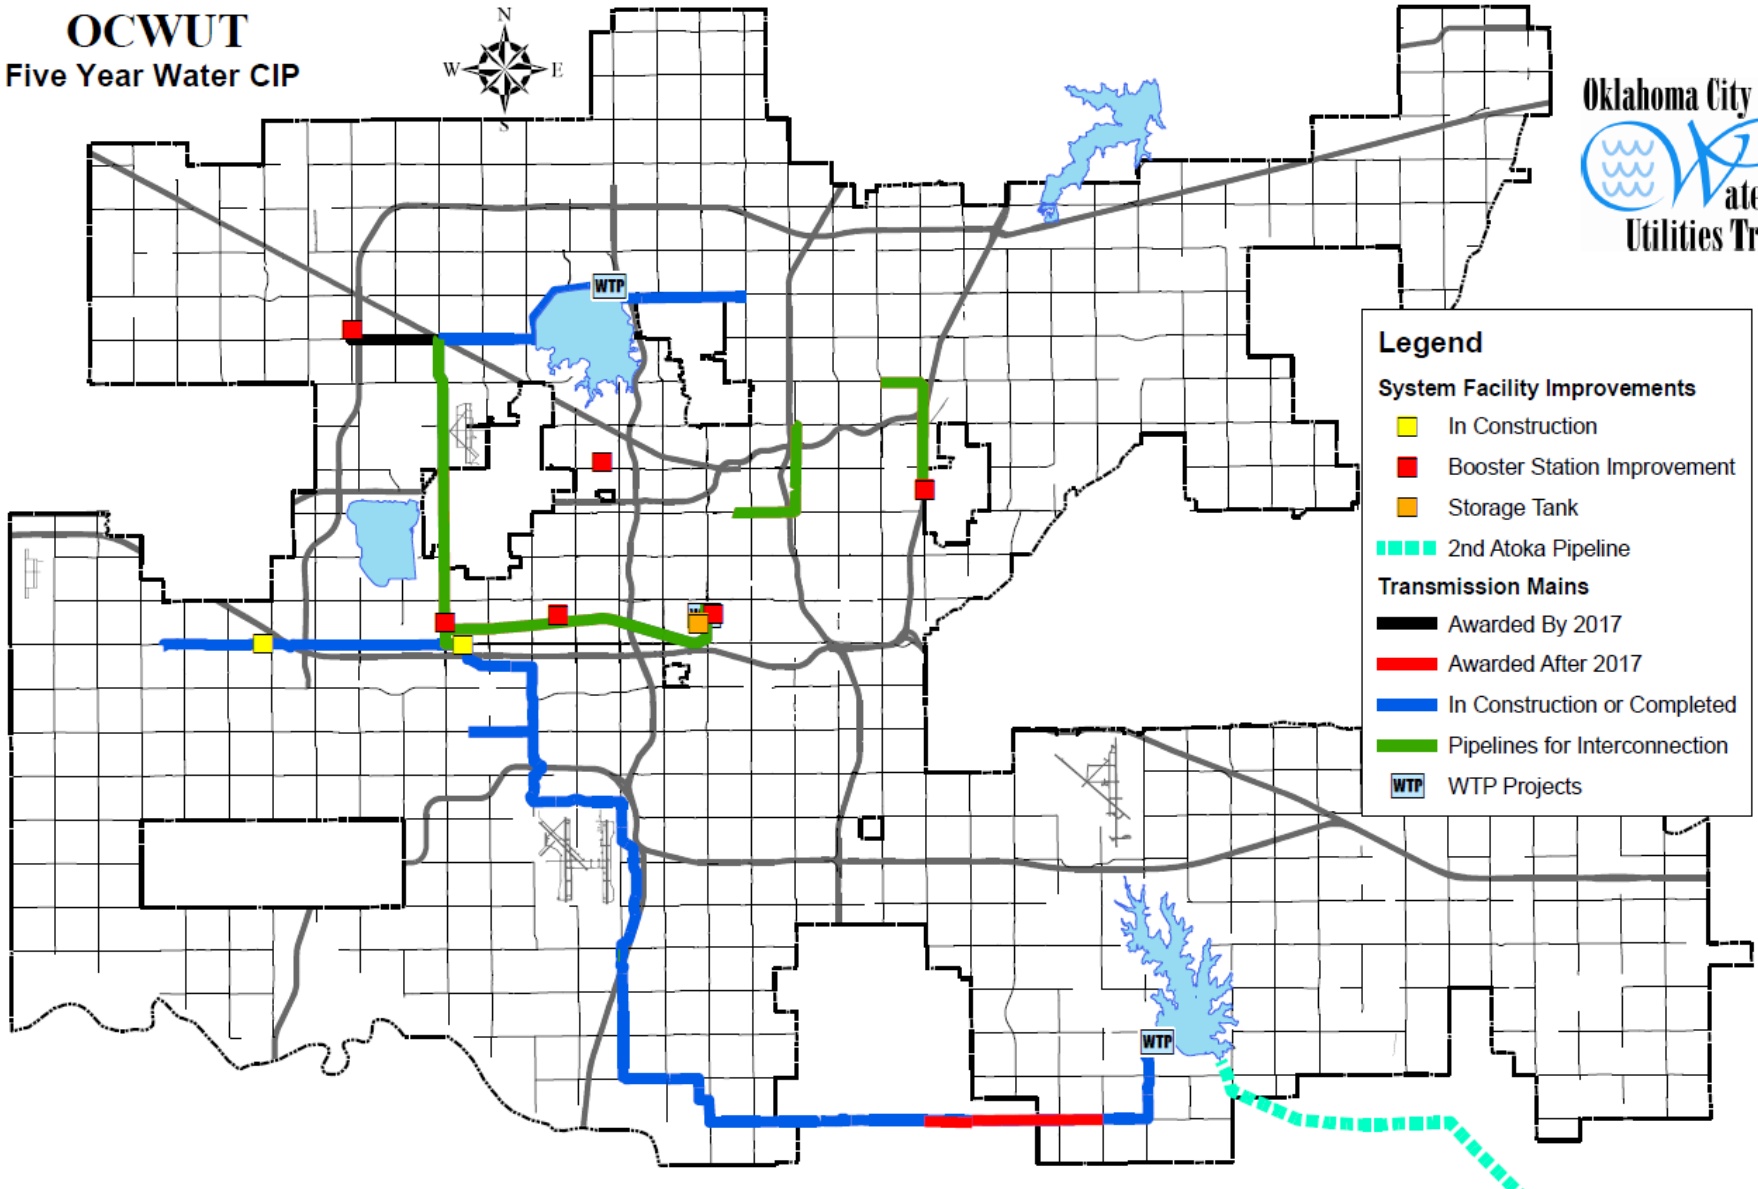 OCWUT
Five Year Water CIP
N
W
E
S
Oklahoma City
Utilities
WTP
Legend
System Facility Improvements
In Construction
Booster Station Improvement
Storage Tank
2nd Atoka Pipeline
Transmission Mains
Awarded By 2017
Awarded After 2017
In Construction or Completed
Pipelines for Interconnection
WTP
WTP Projects
WTP